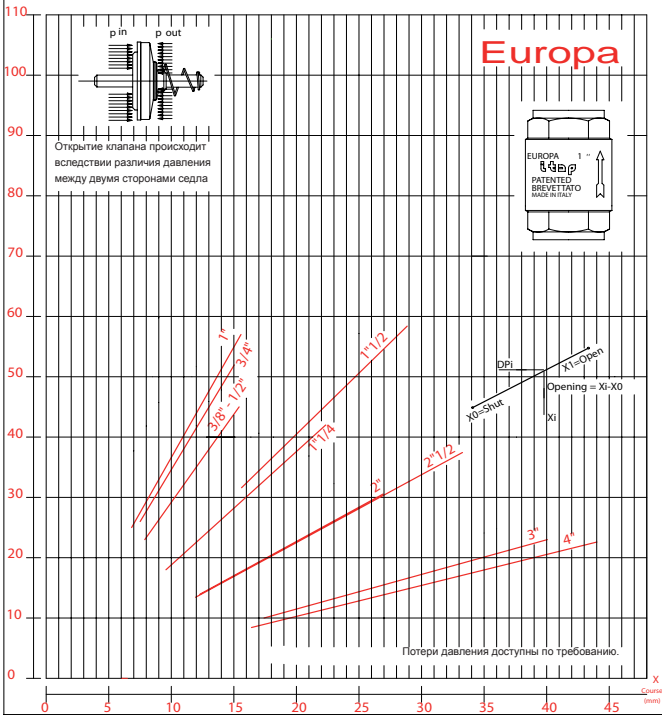 110
100
90
80
70
60
50
40
30
20
10
0
p in p out
Открытие клапана происходит
вследствии различия давления
между двумя сторонами седла
Europa
EUROPA 1 "
itap
PATENTED
BREVETTATO
MADE IN ITALY
1"
3/4"
3/8" - 1/2"
1"1/2
1"1/4
2"
2"1/2
3"
4"
DPi
X1=Open
Opening = Xi-X0
X0=Shut
Xi
Потери давления доступны по требованию.
0 5 10 15 20 25 30 35 40 45
X
Course
(mm)